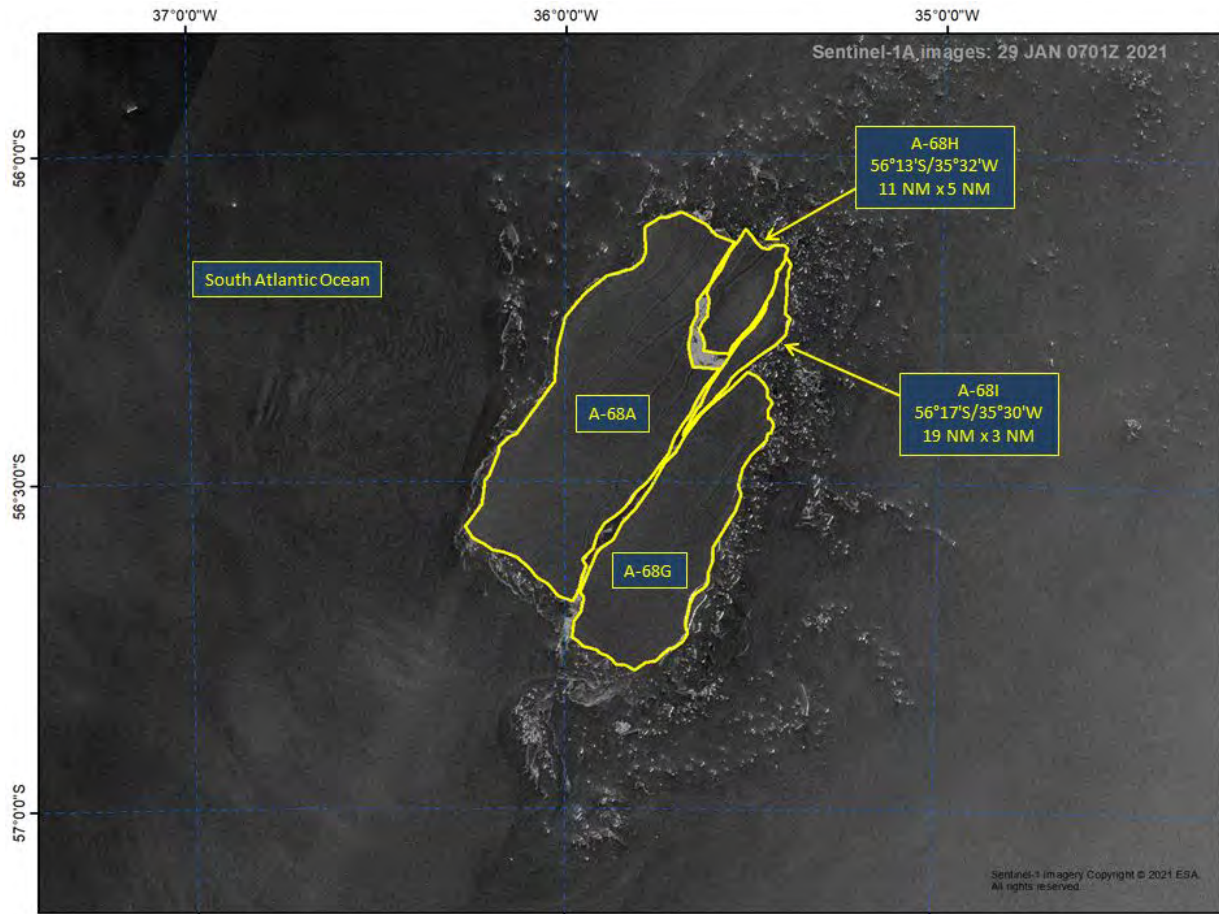 37°0'0"W
36°0'0"W
35°0'0"W
Sentinel-1A images: 29 JAN 0701Z 2021
56°0'0"S
A-68H
56°13'S/35°32'W
11 NM x 5 NM
South Atlantic Ocean
A-68A
A-68I
56°17'S/35°30'W
19 NM x 3 NM
56°30'0"S
A-68G
57°0'0"S
Sentinel-1 imagery Copyright © 2021 ESA.
All rights reserved.